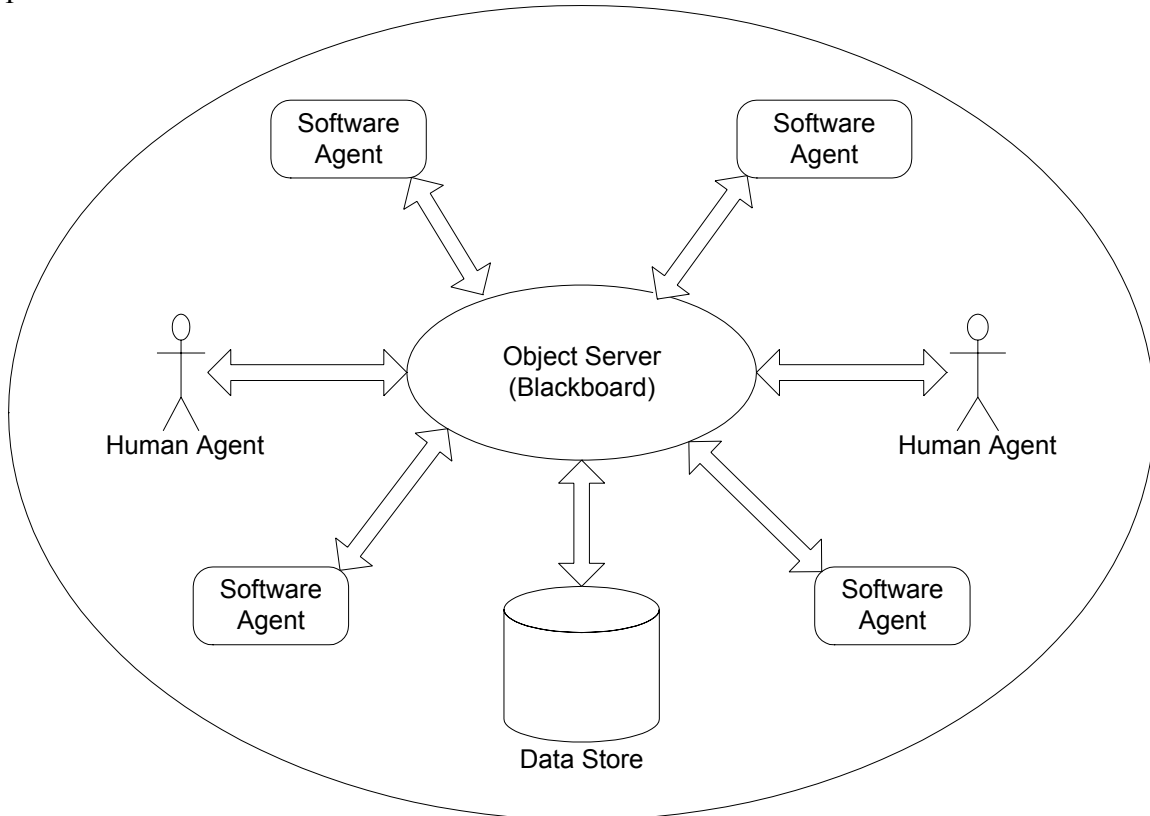 Software
Agent
Software
Agent
Object Server
(Blackboard)
Human Agent
Human Agent
Software
Agent
Software
Agent
Data Store